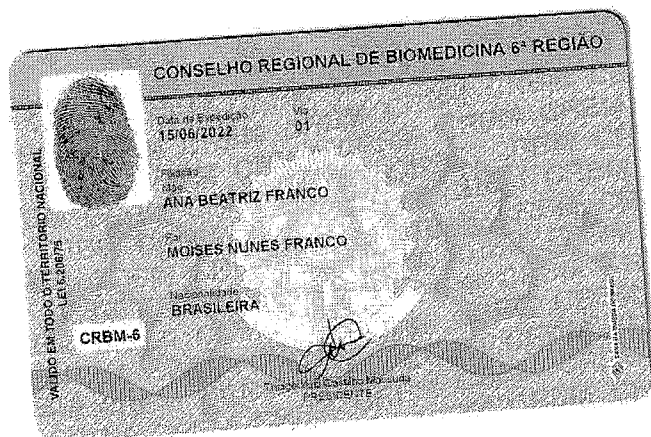 CONSELHO REGIONAL DE BIOMEDICINA 6ª REGIÃO
Data da Expedição
Via
15/06/2022
01
Filiação
Mãe
ANA BEATRIZ FRANCO
Pai
MOISES NUNES FRANCO
Nacionalidade
BRASILEIRA
CRBM-6
PRESIDENTE
VÁLIDO EM TODO O TERRITÓRIO NACIONAL
LEI 6.206/75